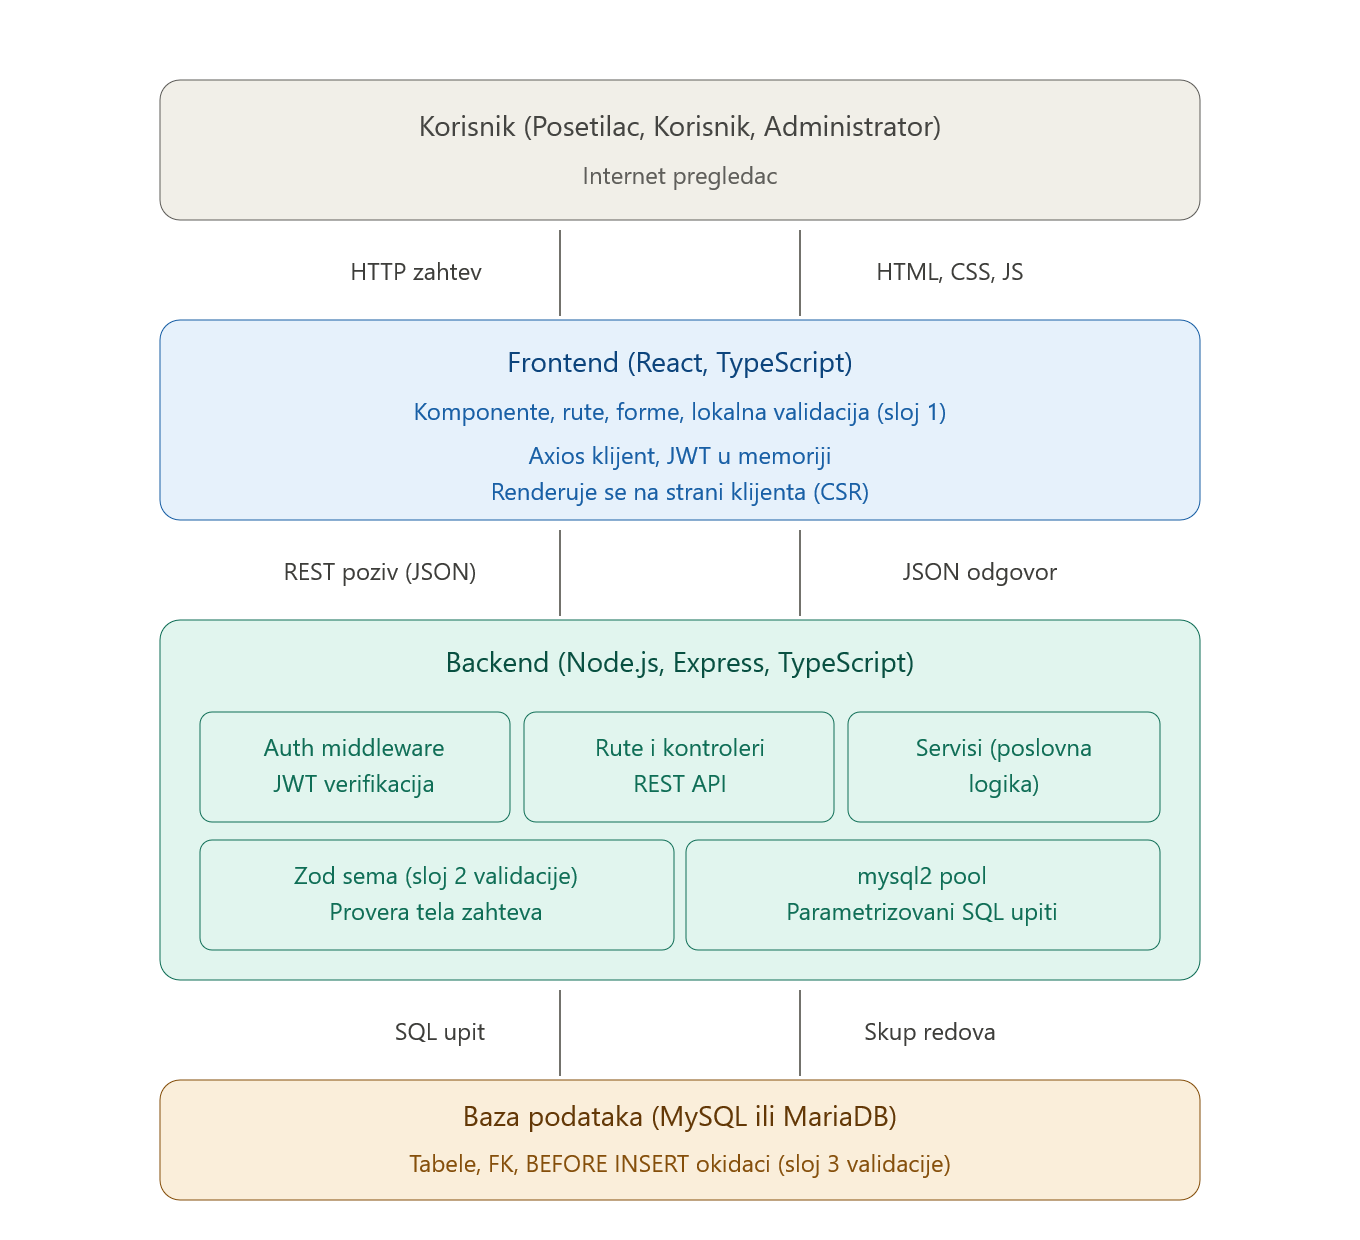 Korisnik (Posetilac, Korisnik, Administrator)
Internet pregledac
HTTP zahtev
HTML, CSS, JS
Frontend (React, TypeScript)
Komponente, rute, forme, lokalna validacija (sloj 1)
Axios klijent, JWT u memoriji
Renderuje se na strani klijenta (CSR)
REST poziv (JSON)
JSON odgovor
Backend (Node.js, Express, TypeScript)
Auth middleware
JWT verifikacija
Rute i kontroleri
REST API
Servisi (poslovna
logika)
Zod sema (sloj 2 validacije)
Provera tela zahteva
mysql2 pool
Parametrizovani SQL upiti
SQL upit
Skup redova
Baza podataka (MySQL ili MariaDB)
Tabele, FK, BEFORE INSERT okidaci (sloj 3 validacije)